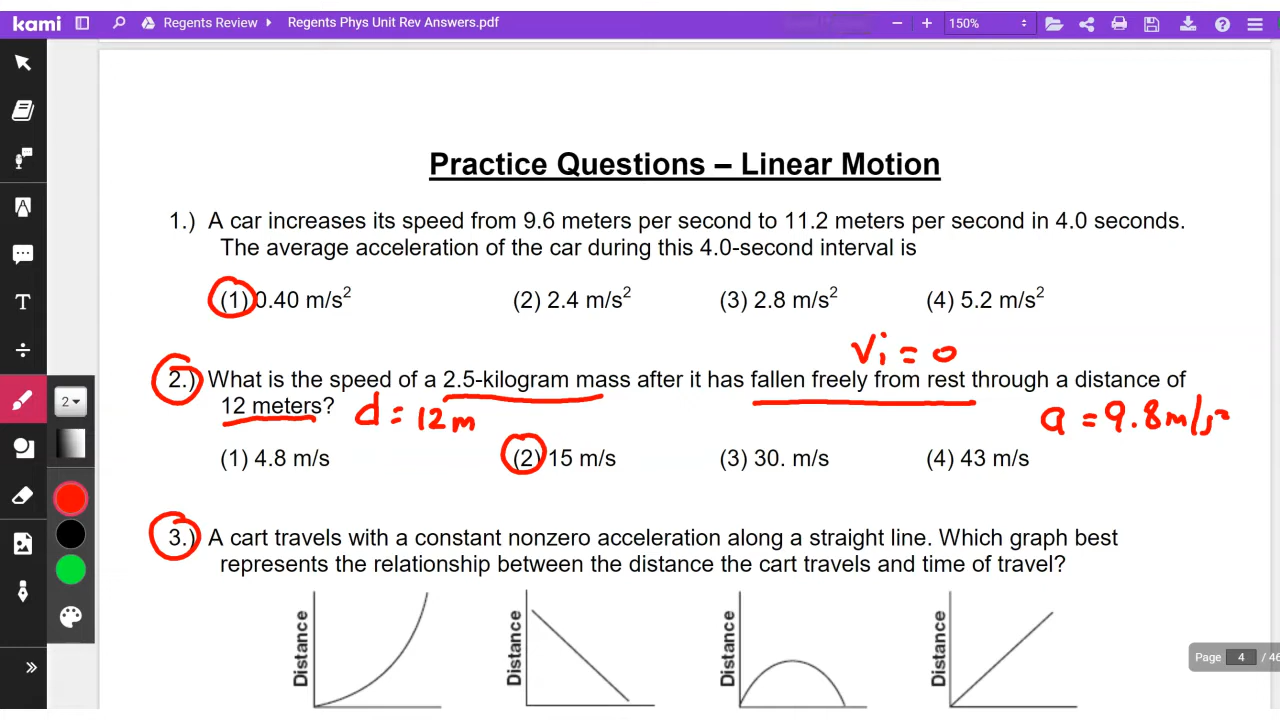 kami
Regents Review
Regents Phys Unit Rev Answers.pdf
150%
Practice Questions – Linear Motion
1.) A car increases its speed from 9.6 meters per second to 11.2 meters per second in 4.0 seconds.
The average acceleration of the car during this 4.0-second interval is
(1) 0.40 m/s²
(2) 2.4 m/s²
(3) 2.8 m/s²
(4) 5.2 m/s²
vi = 0
2.) What is the speed of a 2.5-kilogram mass after it has fallen freely from rest through a distance of
12 meters?
d = 12 m
a = 9.8 m/s²
(1) 4.8 m/s
(2) 15 m/s
(3) 30. m/s
(4) 43 m/s
3.) A cart travels with a constant nonzero acceleration along a straight line. Which graph best
represents the relationship between the distance the cart travels and time of travel?
Distance
Distance
Distance
Distance
T
2
Page 4 / 46